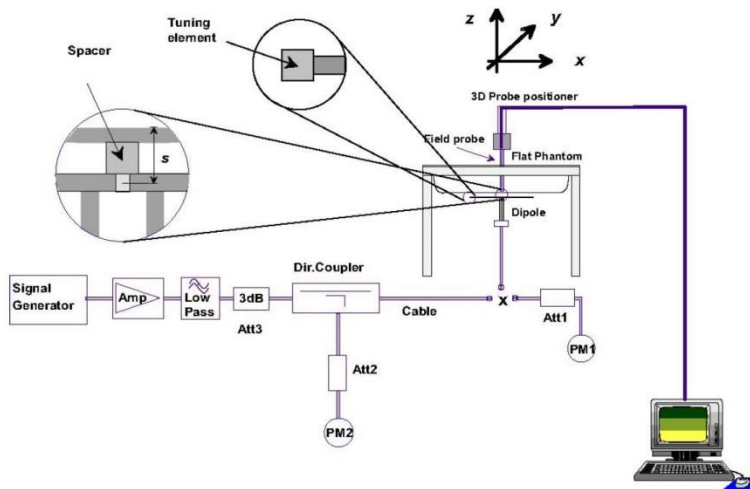 Tuning
element
Spacer
s
z
y
x
3D Probe positioner
Field probe
Flat Phantom
Dipole
Signal
Generator
Amp
Low
Pass
3dB
Att3
Dir.Coupler
Cable
x
Att1
PM1
Att2
PM2